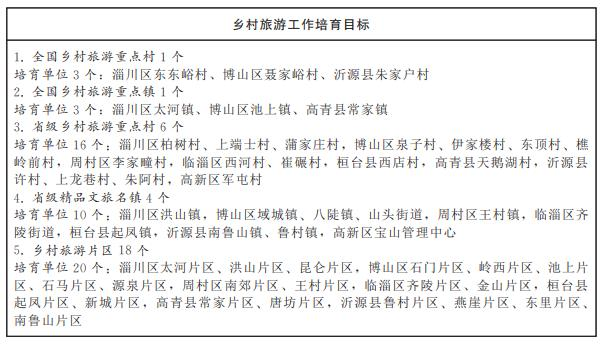 乡村旅游工作培育目标
1. 全国乡村旅游重点村 1 个
培育单位 3 个：淄川区东东峪村、博山区聂家峪村、沂源县朱家户村
2. 全国乡村旅游重点镇 1 个
培育单位 3 个：淄川区太河镇、博山区池上镇、高青县常家镇
3. 省级乡村旅游重点村 6 个
培育单位 16 个：淄川区柏树村、上端士村、蒲家庄村，博山区泉子村、伊家楼村、东顶村、樵
岭前村，周村区李家疃村，临淄区西河村、崔碾村，桓台县西店村，高青县天鹅湖村，沂源县
许村、上龙巷村、朱阿村，高新区军屯村
4. 省级精品文旅名镇 4 个
培育单位 10 个：淄川区洪山镇，博山区域城镇、八陡镇、山头街道，周村区王村镇，临淄区齐
陵街道，桓台县起凤镇，沂源县南鲁山镇、鲁村镇，高新区宝山管理中心
5. 乡村旅游片区 18 个
培育单位 20 个：淄川区太河片区、洪山片区、昆仑片区，博山区石门片区、岭西片区、池上片
区、石马片区、源泉片区，周村区南郊片区、王村片区，临淄区齐陵片区、金山片区，桓台县
起凤片区、新城片区，高青县常家片区、唐坊片区，沂源县鲁村片区、燕崖片区、东里片区、
南鲁山片区